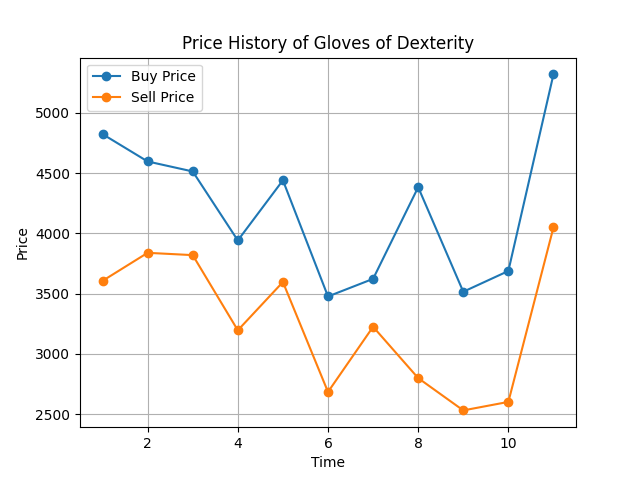 Price History of Gloves of Dexterity
Buy Price
Sell Price
5000
4500
4000
3500
3000
2500
Price
2 4 6 8 10
Time